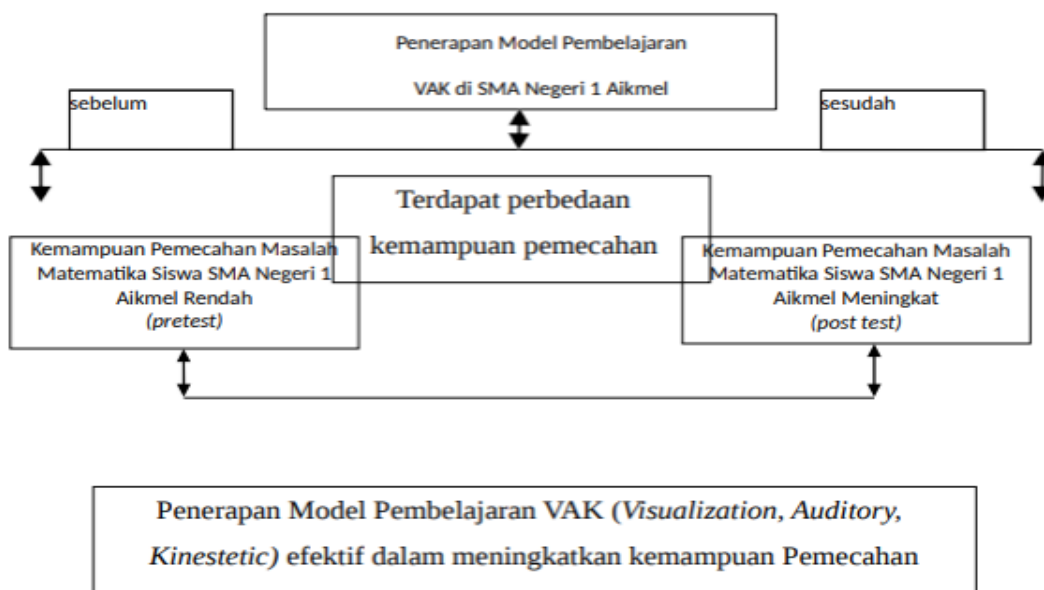 Penerapan Model Pembelajaran
VAK di SMA Negeri 1 Aikmel
sebelum
sesudah
Terdapat perbedaan
kemampuan pemecahan
Kemampuan Pemecahan Masalah
Matematika Siswa SMA Negeri 1
Aikmel Rendah
(pretest)
Kemampuan Pemecahan Masalah
Matematika Siswa SMA Negeri 1
Aikmel Meningkat
(post test)
Penerapan Model Pembelajaran VAK (Visualization, Auditory,
Kinestetic) efektif dalam meningkatkan kemampuan Pemecahan